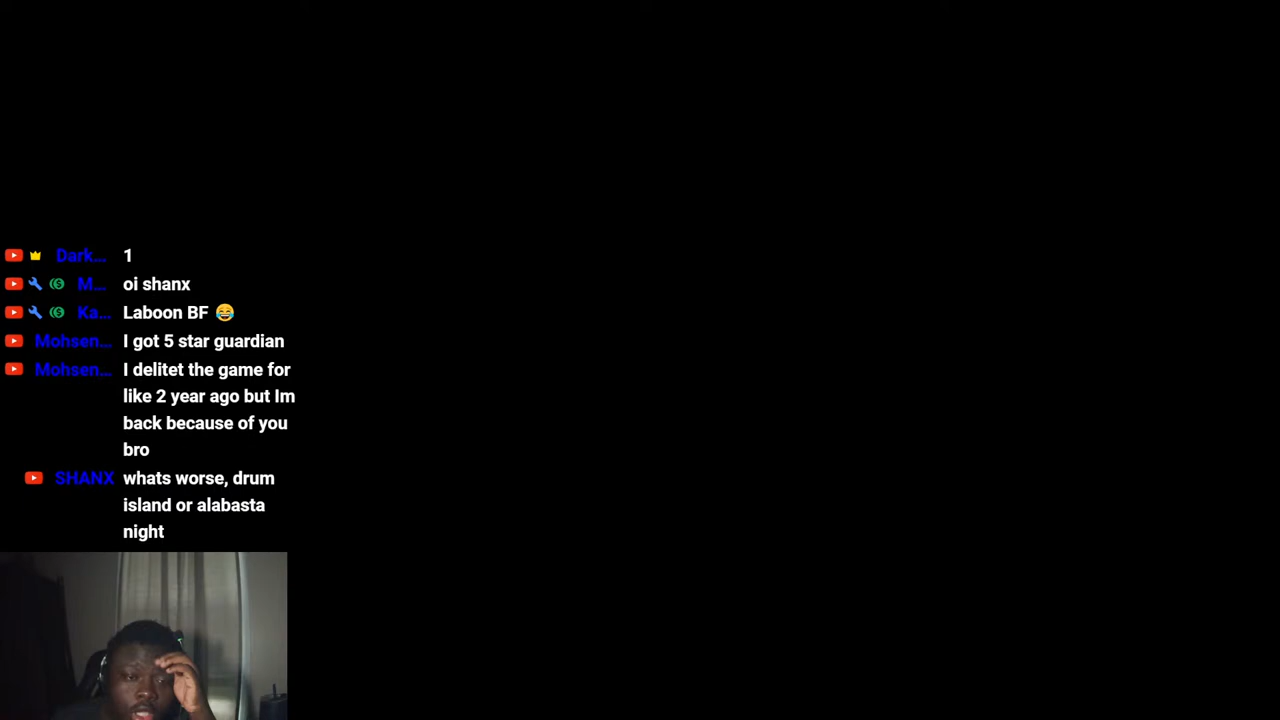 Dark... 1
M... oi shanx
Ka... Laboon BF 😂
Mohsen... I got 5 star guardian
Mohsen... I delitet the game for
like 2 year ago but Im
back because of you
bro
SHANX whats worse, drum
island or alabasta
night